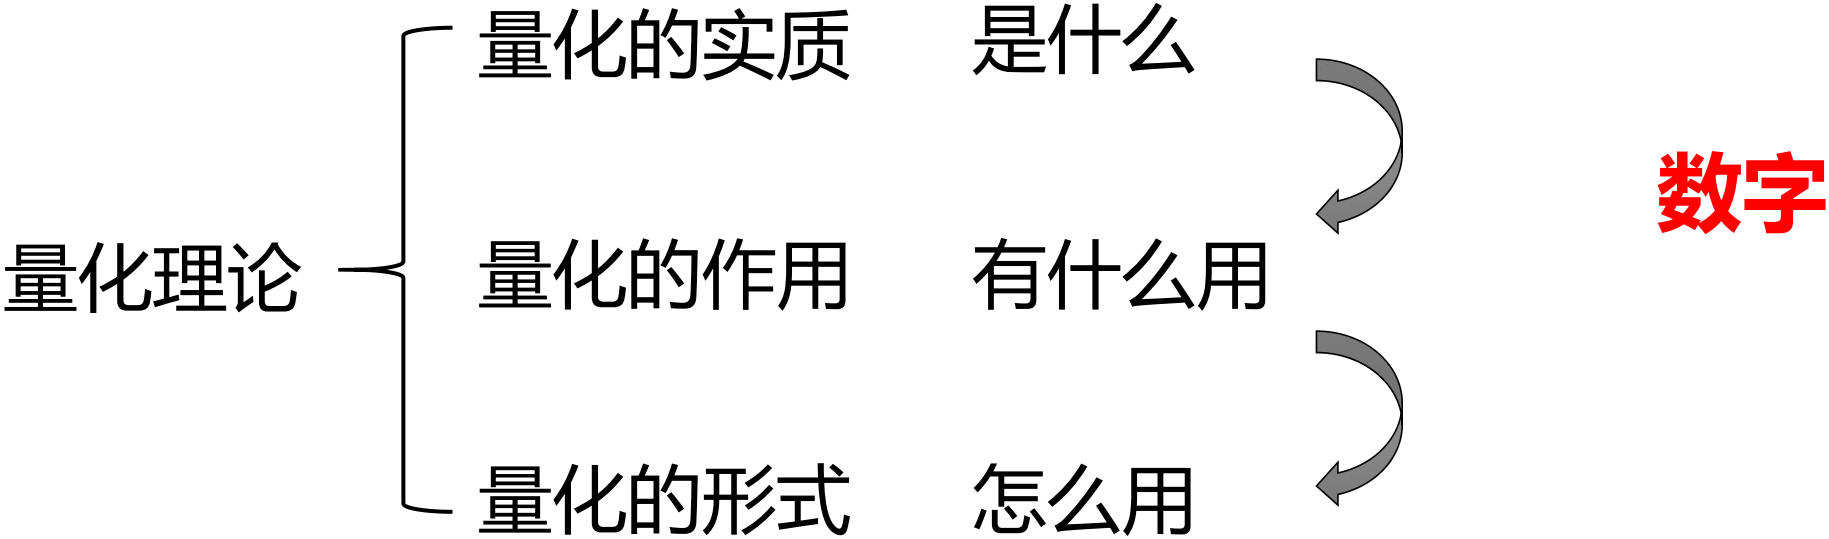 量化的实质 是什么
数字
量化理论
量化的作用 有什么用
量化的形式 怎么用